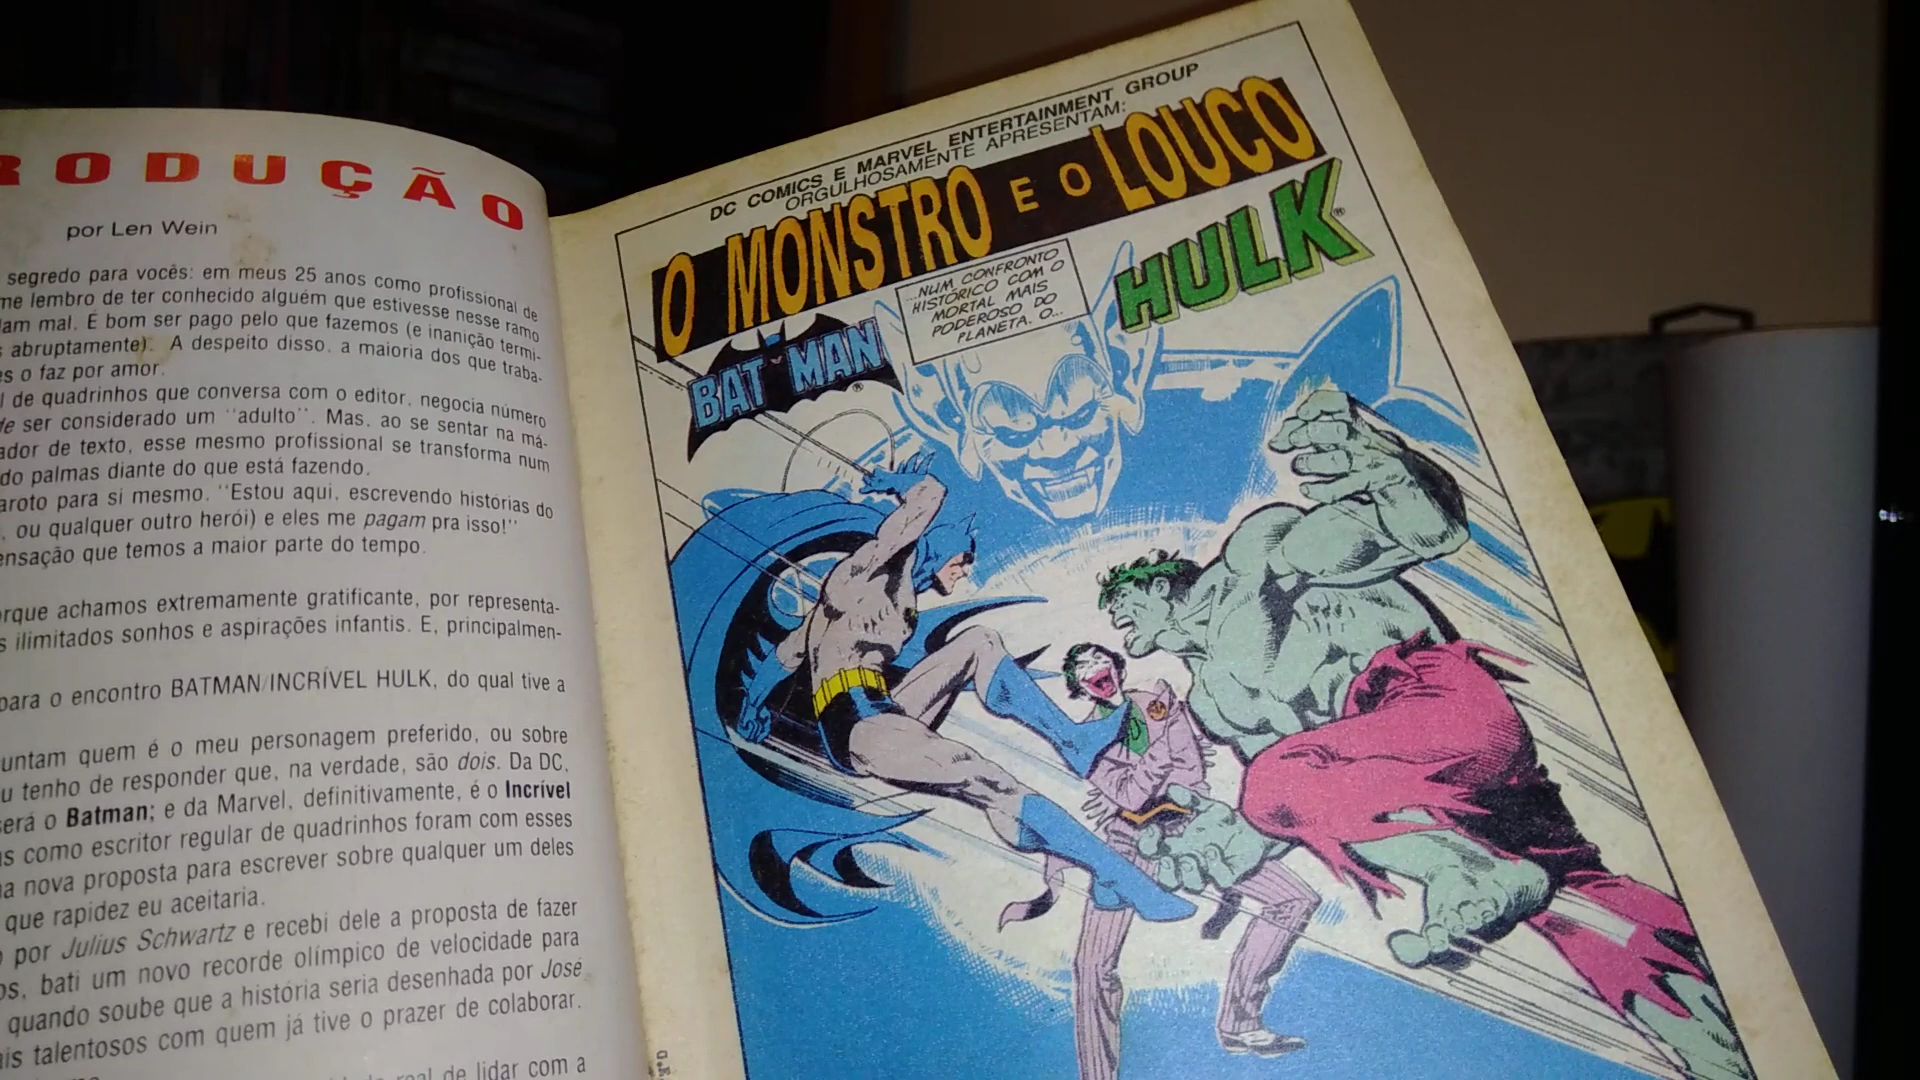 RODUÇÃO
por Len Wein
segredo para vocês: em meus 25 anos como profissional de
me lembro de ter conhecido alguém que estivesse nesse ramo
am mal. É bom ser pago pelo que fazemos (e inanição termi-
abruptamente). A despeito disso, a maioria dos que traba-
es o faz por amor.
l de quadrinhos que conversa com o editor, negocia número
de ser considerado um "adulto". Mas, ao se sentar na má-
ador de texto, esse mesmo profissional se transforma num
do palmas diante do que está fazendo.
aroto para si mesmo. "Estou aqui, escrevendo histórias do
, ou qualquer outro herói) e eles me pagam pra isso!"
ensação que temos a maior parte do tempo.
rque achamos extremamente gratificante, por representa-
s ilimitados sonhos e aspirações infantis. E, principalmen-
para o encontro BATMAN/INCRÍVEL HULK, do qual tive a
untam quem é o meu personagem preferido, ou sobre
u tenho de responder que, na verdade, são dois. Da DC,
será o Batman; e da Marvel, definitivamente, é o Incrível
s como escritor regular de quadrinhos foram com esses
a nova proposta para escrever sobre qualquer um deles
que rapidez eu aceitaria.
por Julius Schwartz e recebi dele a proposta de fazer
os, bati um novo recorde olímpico de velocidade para
quando soube que a história seria desenhada por José
is talentosos com quem já tive o prazer de colaborar.
real de lidar com a
DC COMICS E MARVEL ENTERTAINMENT GROUP
ORGULHOSAMENTE APRESENTAM:
O MONSTRO E O LOUCO
BATMAN®
...NUM CONFRONTO
HISTÓRICO COM O
MORTAL MAIS
PODEROSO DO
PLANETA. O...
HULK®